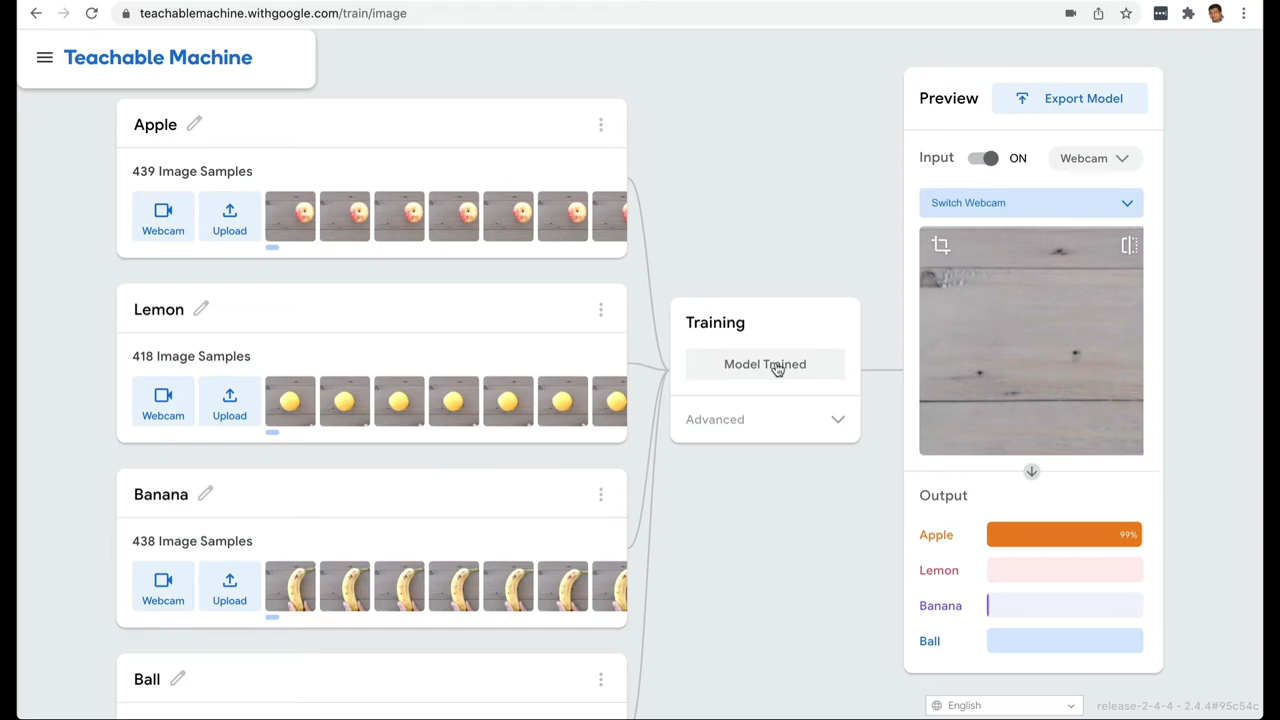 teachablemachine.withgoogle.com/train/image
Teachable Machine
Apple
439 Image Samples
Webcam
Upload
Lemon
418 Image Samples
Webcam
Upload
Banana
438 Image Samples
Webcam
Upload
Ball
Training
Model Trained
Advanced
Preview
Export Model
Input
ON
Webcam
Switch Webcam
Output
Apple
99%
Lemon
Banana
Ball
English
release-2-4-4 - 2.4.4#95c54c